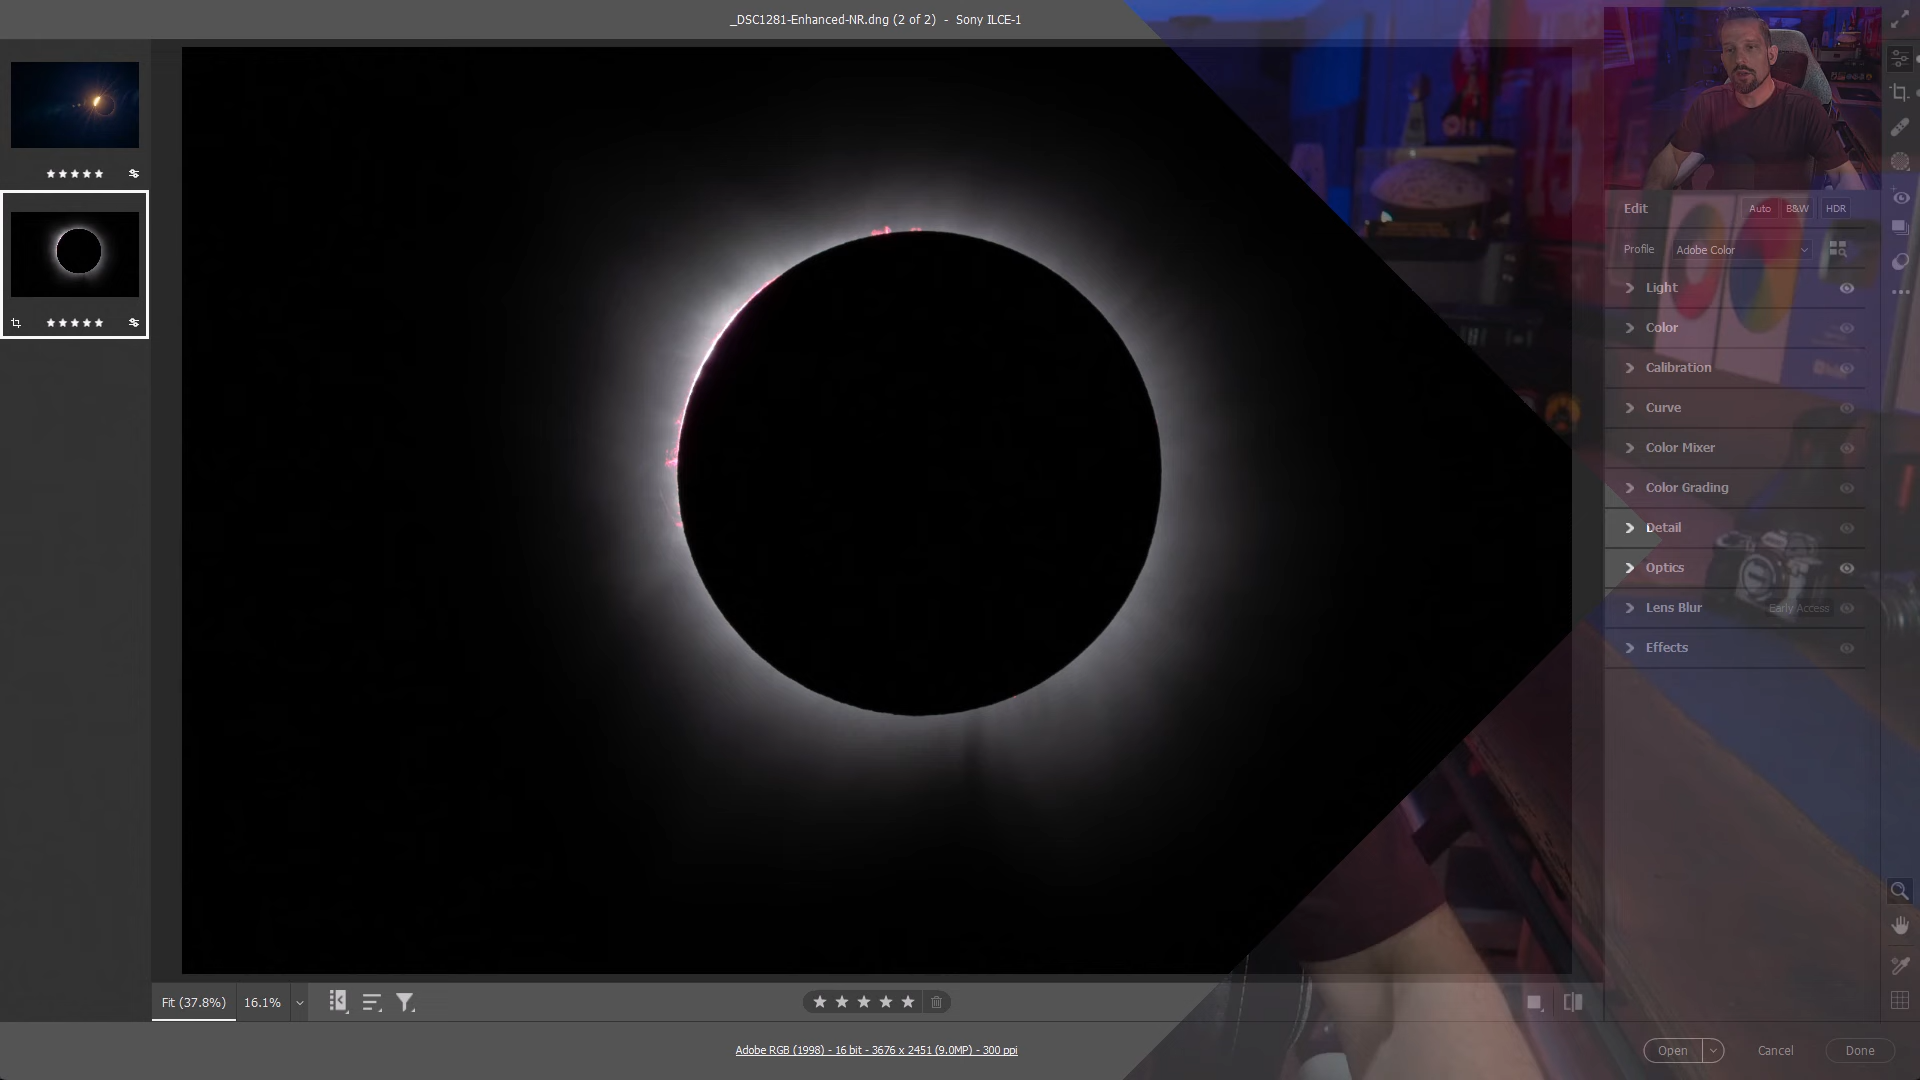 _DSC1281-Enhanced-NR.dng (2 of 2) - Sony ILCE-1
Edit
Auto
B&W
HDR
Profile
Adobe Color
Light
Color
Calibration
Curve
Color Mixer
Color Grading
Detail
Optics
Lens Blur
Early Access
Effects
Fit (37.8%)
16.1%
Adobe RGB (1998) - 16 bit - 3676 x 2451 (9.0MP) - 300 ppi
Open
Cancel
Done